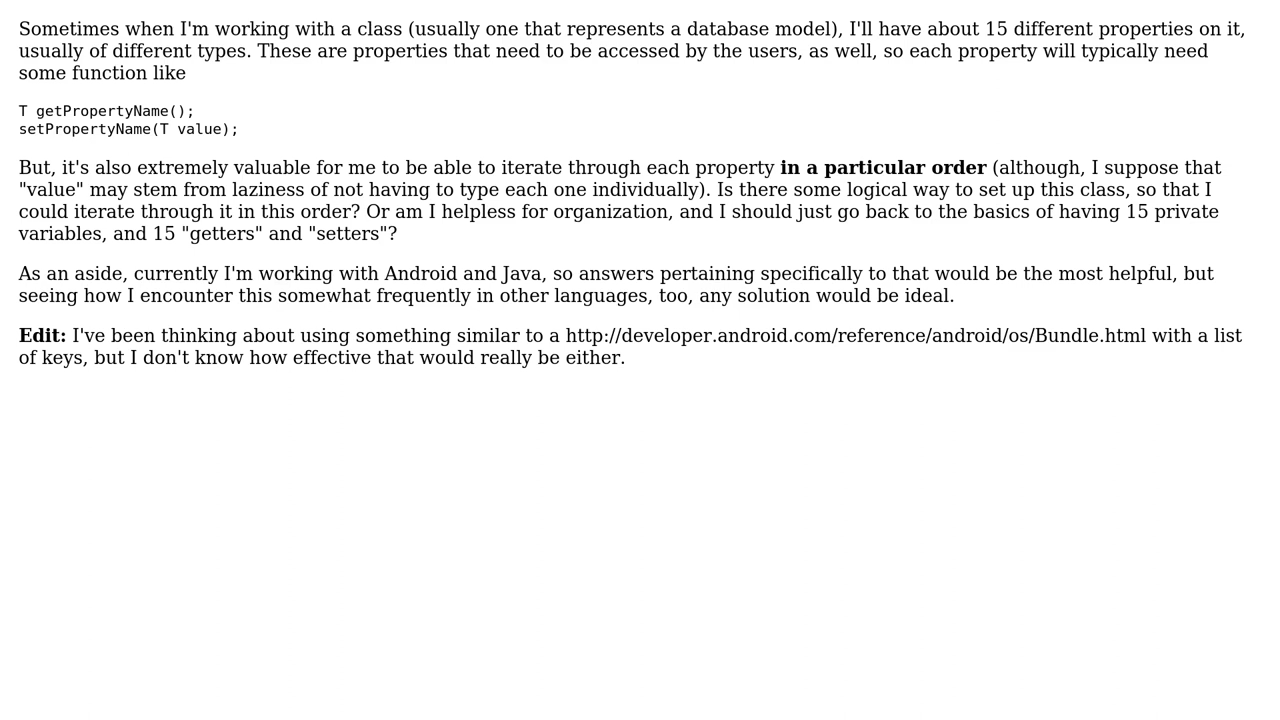 Sometimes when I'm working with a class (usually one that represents a database model), I'll have about 15 different properties on it,
usually of different types. These are properties that need to be accessed by the users, as well, so each property will typically need
some function like
T getPropertyName();
setPropertyName(T value);
But, it's also extremely valuable for me to be able to iterate through each property in a particular order (although, I suppose that
"value" may stem from laziness of not having to type each one individually). Is there some logical way to set up this class, so that I
could iterate through it in this order? Or am I helpless for organization, and I should just go back to the basics of having 15 private
variables, and 15 "getters" and "setters"?
As an aside, currently I'm working with Android and Java, so answers pertaining specifically to that would be the most helpful, but
seeing how I encounter this somewhat frequently in other languages, too, any solution would be ideal.
Edit: I've been thinking about using something similar to a http://developer.android.com/reference/android/os/Bundle.html with a list
of keys, but I don't know how effective that would really be either.